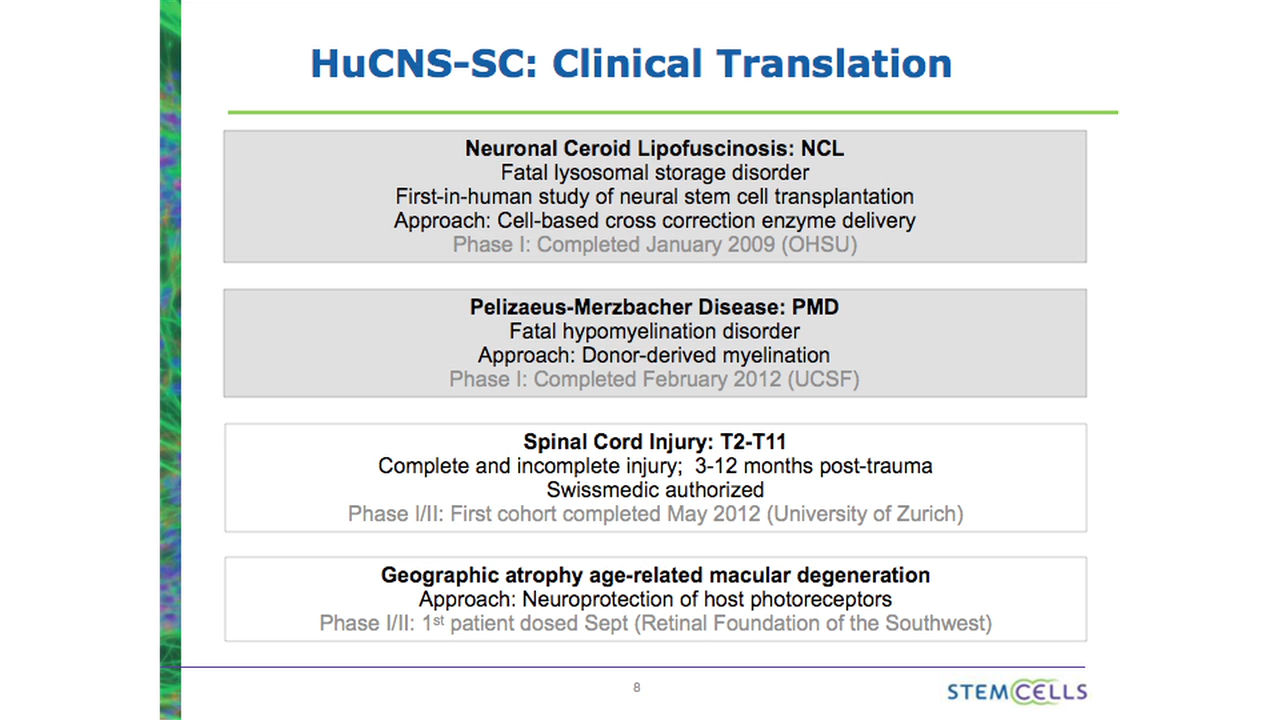 HuCNS-SC: Clinical Translation
Neuronal Ceroid Lipofuscinosis: NCL
Fatal lysosomal storage disorder
First-in-human study of neural stem cell transplantation
Approach: Cell-based cross correction enzyme delivery
Phase I: Completed January 2009 (OHSU)
Pelizaeus-Merzbacher Disease: PMD
Fatal hypomyelination disorder
Approach: Donor-derived myelination
Phase I: Completed February 2012 (UCSF)
Spinal Cord Injury: T2-T11
Complete and incomplete injury;  3-12 months post-trauma
Swissmedic authorized
Phase I/II: First cohort completed May 2012 (University of Zurich)
Geographic atrophy age-related macular degeneration
Approach: Neuroprotection of host photoreceptors
Phase I/II: 1st patient dosed Sept (Retinal Foundation of the Southwest)
8
STEMCELLS